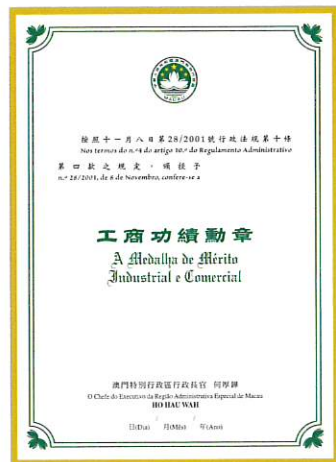 MACAU
按照十一月八日第28/2001號行政法規第十條
Nos termos do n.º4 do artigo 10.º do Regulamento Administrativo
第四款之規定，頒授予
n.º 28/2001, de 8 de Novembro, confere-se a
工商功績勳章
A Medalha de Mérito
Industrial e Comercial
澳門特別行政區行政長官 何厚鏵
O Chefe do Executivo da Região Administrativa Especial de Macau
HO HAU WAH
/ /
日(Dia) 月(Mês) 年(Ano)